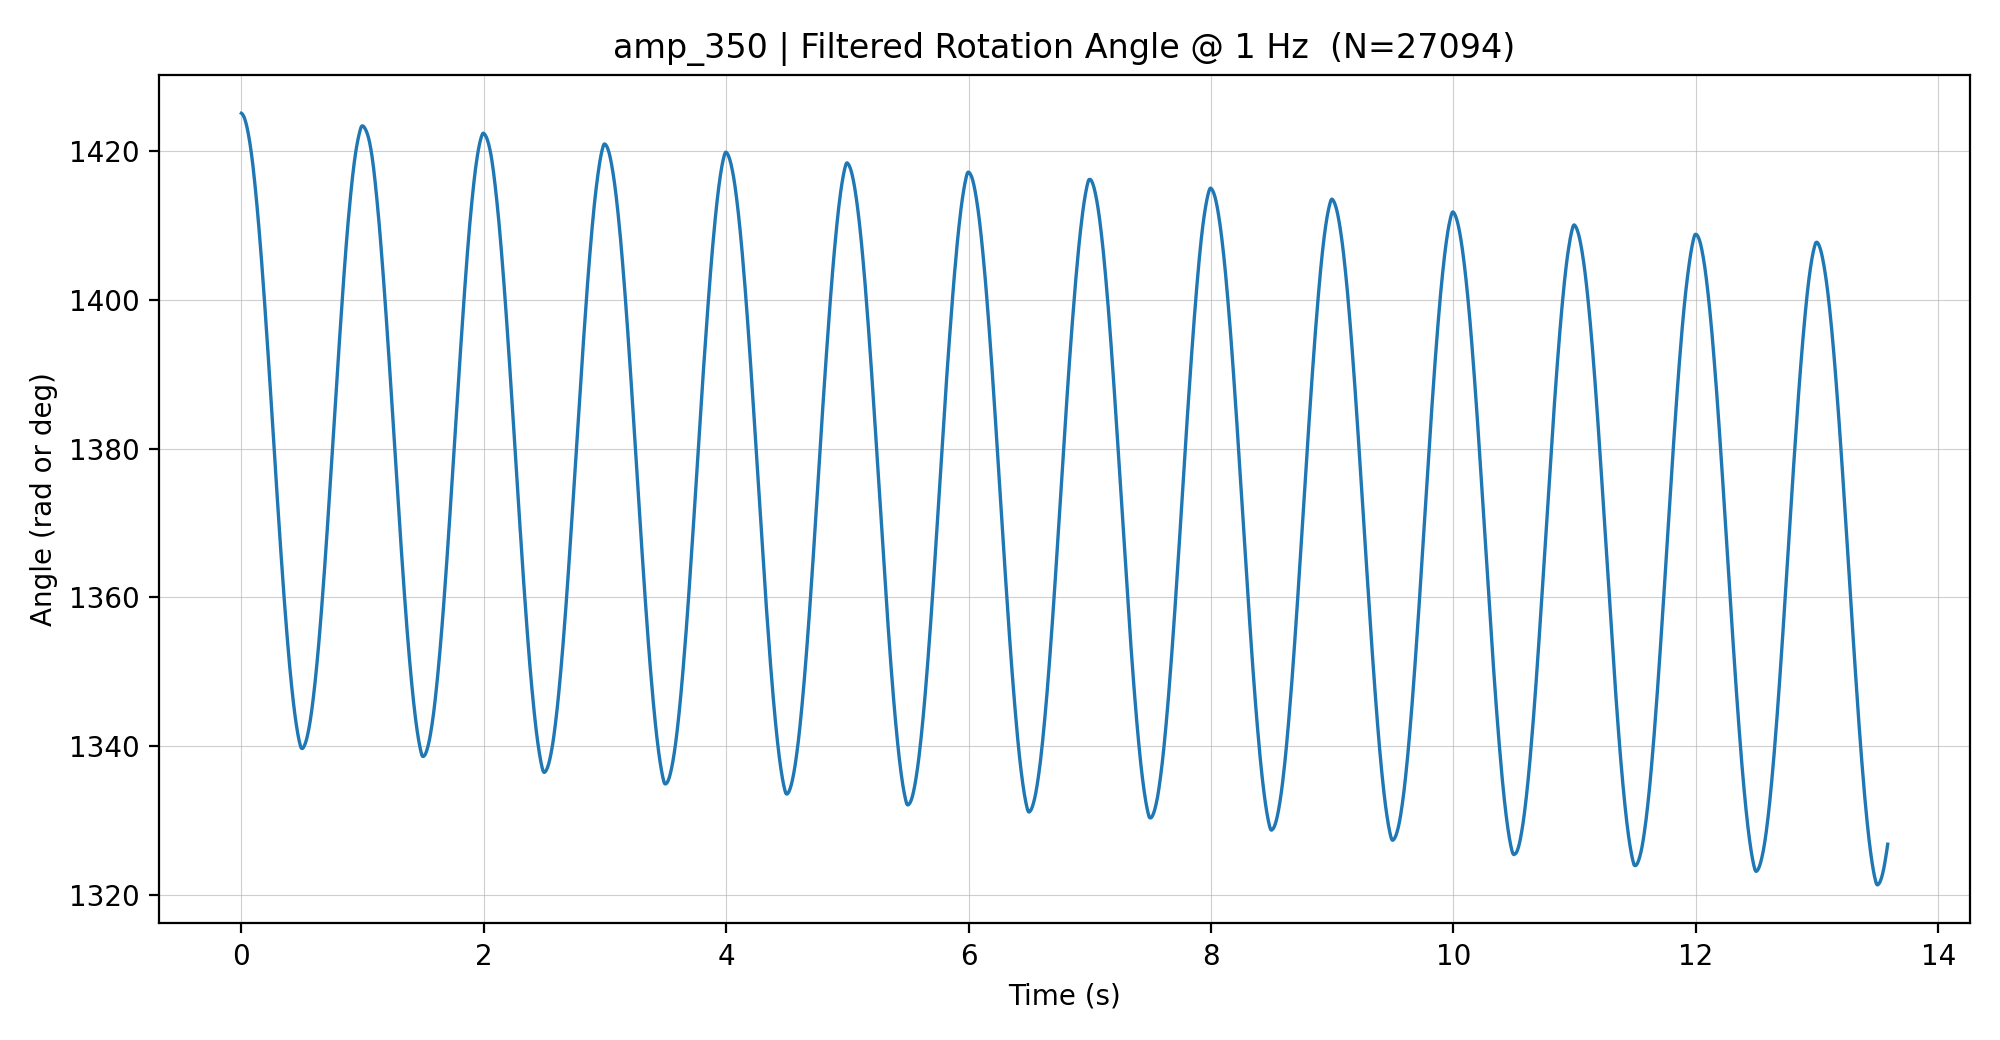 amp_350 | Filtered Rotation Angle @ 1 Hz  (N=27094)
Angle (rad or deg)
1420
1400
1380
1360
1340
1320
0 2 4 6 8 10 12 14
Time (s)